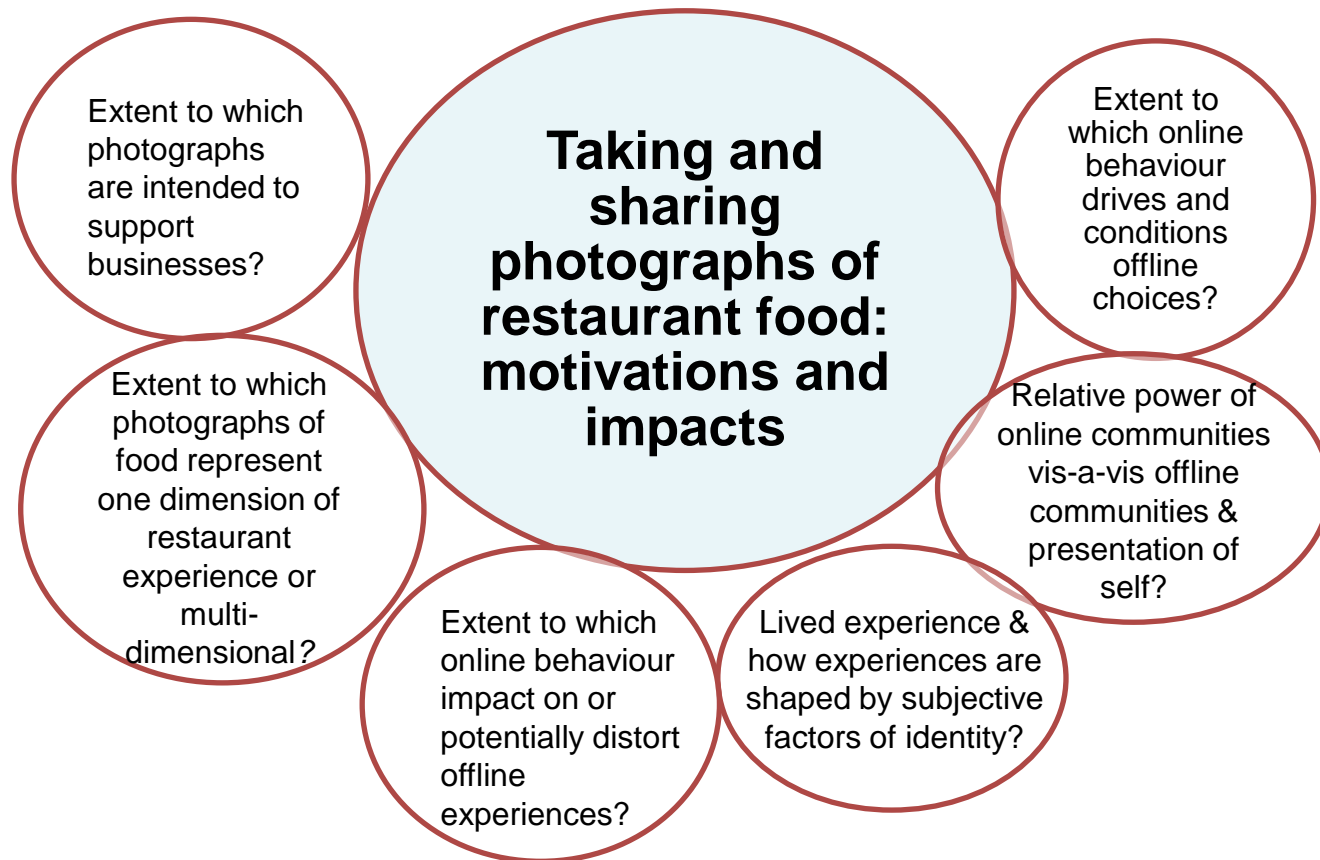 Taking and
sharing
photographs of
restaurant food:
motivations and
impacts
Extent to which
photographs
are intended to
support
businesses?
Extent to which
photographs of
food represent
one dimension of
restaurant
experience or
multi-
dimensional?
Extent to which
online behaviour
impact on or
potentially distort
offline
experiences?
Lived experience &
how experiences are
shaped by subjective
factors of identity?
Relative power of
online communities
vis-a-vis offline
communities &
presentation of
self?
Extent to
which online
behaviour
drives and
conditions
offline
choices?